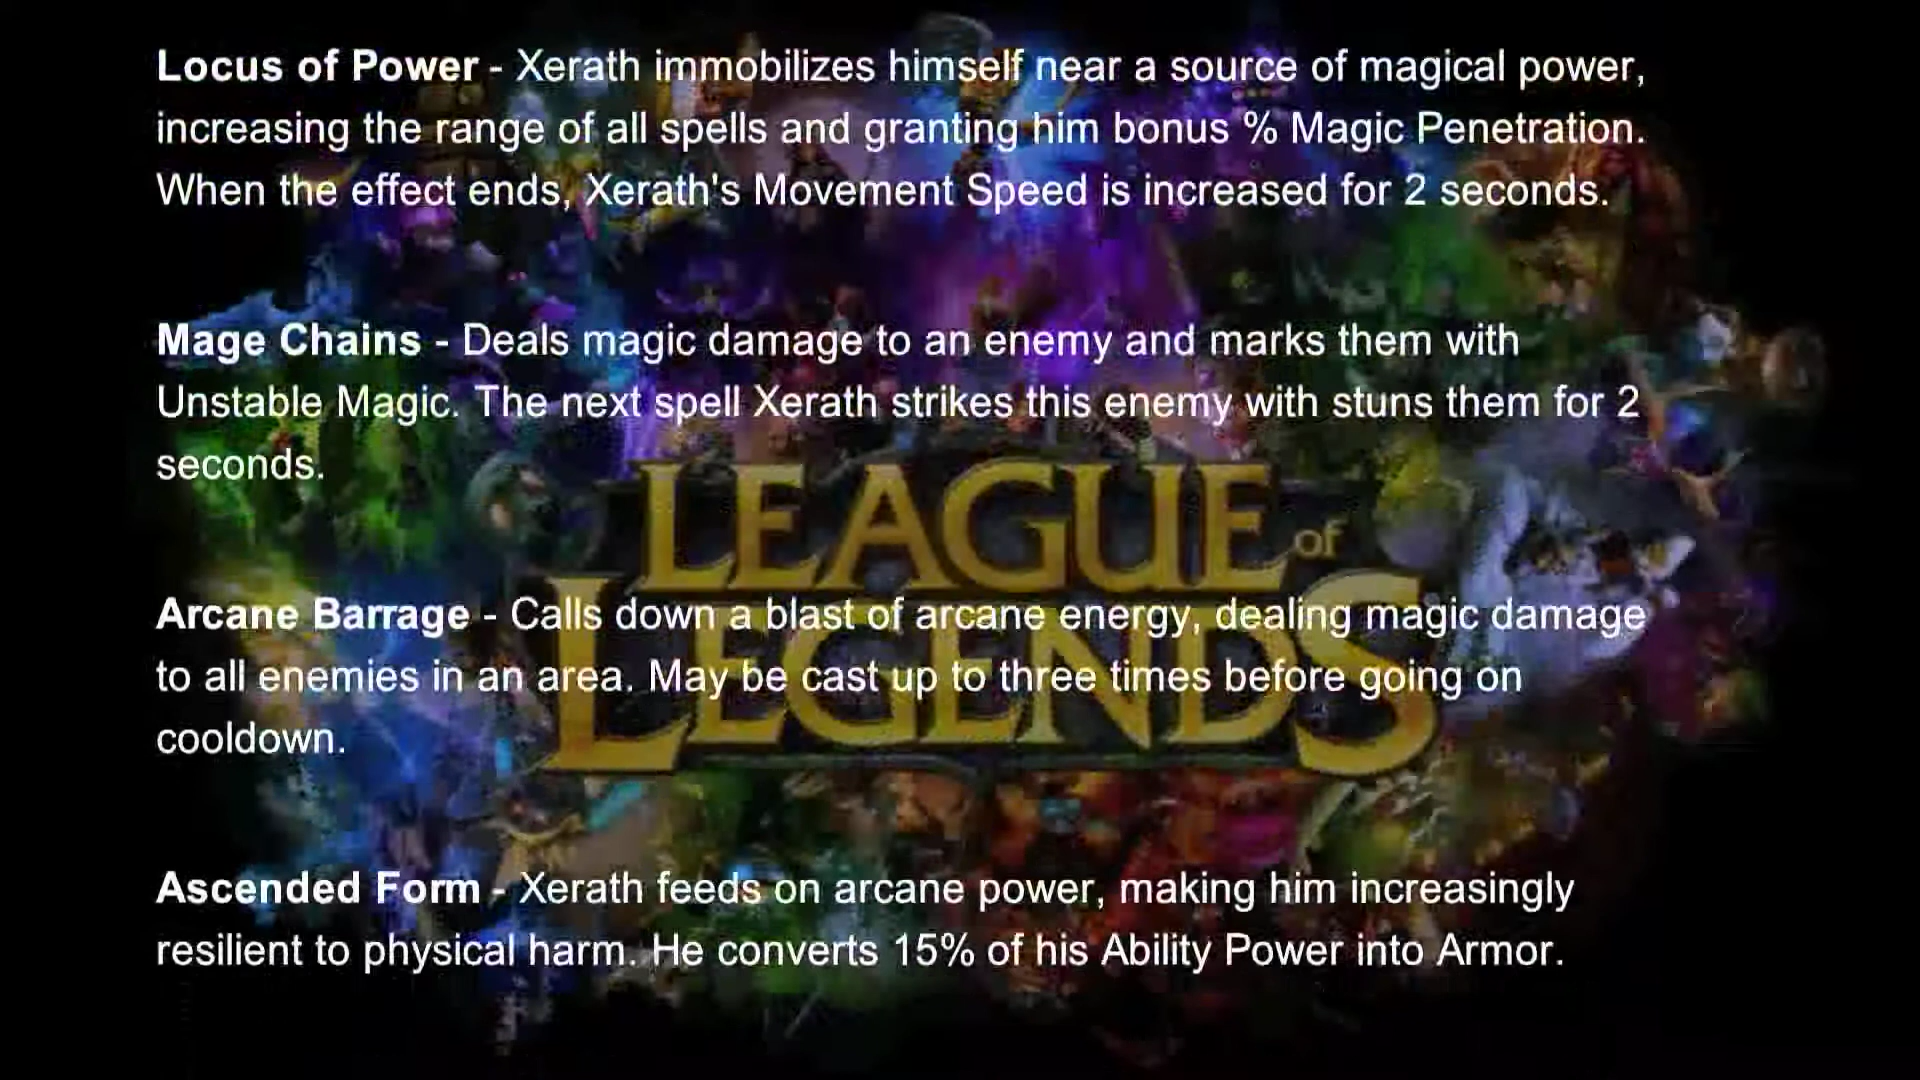 Locus of Power - Xerath immobilizes himself near a source of magical power,
increasing the range of all spells and granting him bonus % Magic Penetration.
When the effect ends, Xerath's Movement Speed is increased for 2 seconds.
Mage Chains - Deals magic damage to an enemy and marks them with
Unstable Magic. The next spell Xerath strikes this enemy with stuns them for 2
seconds.
LEAGUE of
LEGENDS
Arcane Barrage - Calls down a blast of arcane energy, dealing magic damage
to all enemies in an area. May be cast up to three times before going on
cooldown.
Ascended Form - Xerath feeds on arcane power, making him increasingly
resilient to physical harm. He converts 15% of his Ability Power into Armor.